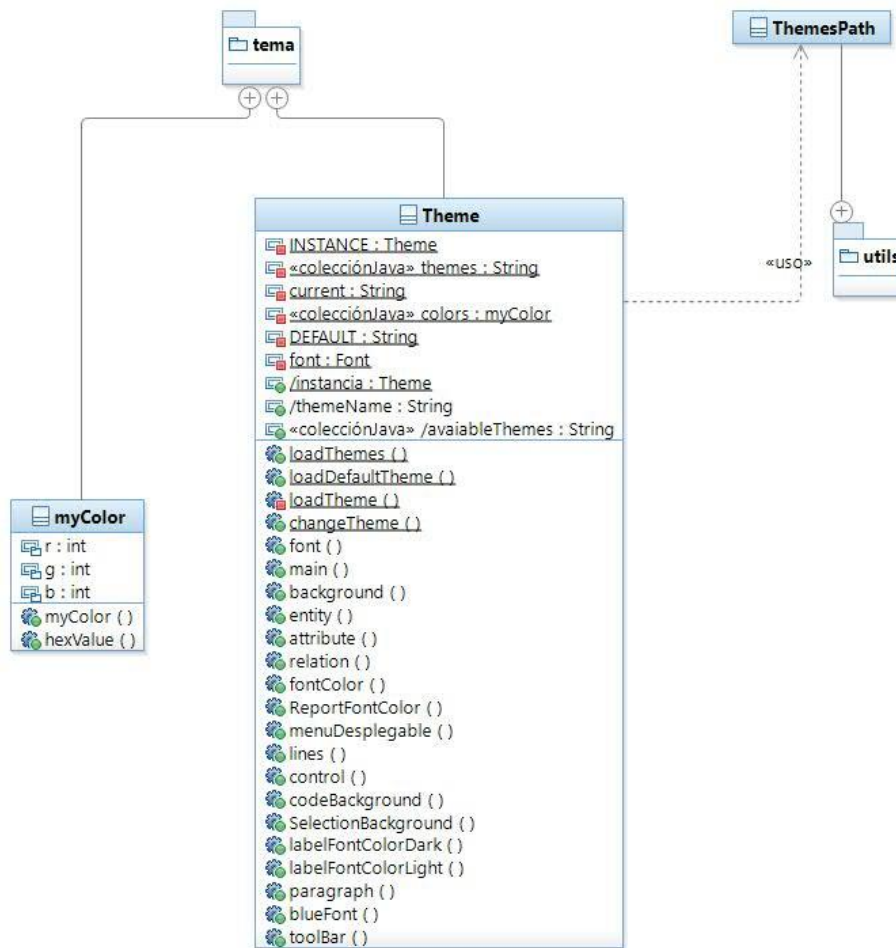 tema
ThemesPath
Theme
INSTANCE : Theme
«colecciónJava» themes : String
current : String
«colecciónJava» colors : myColor
DEFAULT : String
font : Font
/instancia : Theme
/themeName : String
«colecciónJava» /avaiableThemes : String
«uso»
utils
loadThemes ( )
loadDefaultTheme ( )
loadTheme ( )
changeTheme ( )
font ( )
main ( )
background ( )
entity ( )
attribute ( )
relation ( )
fontColor ( )
ReportFontColor ( )
menuDesplegable ( )
lines ( )
control ( )
codeBackground ( )
SelectionBackground ( )
labelFontColorDark ( )
labelFontColorLight ( )
paragraph ( )
blueFont ( )
toolBar ( )
myColor
r : int
g : int
b : int
myColor ( )
hexValue ( )